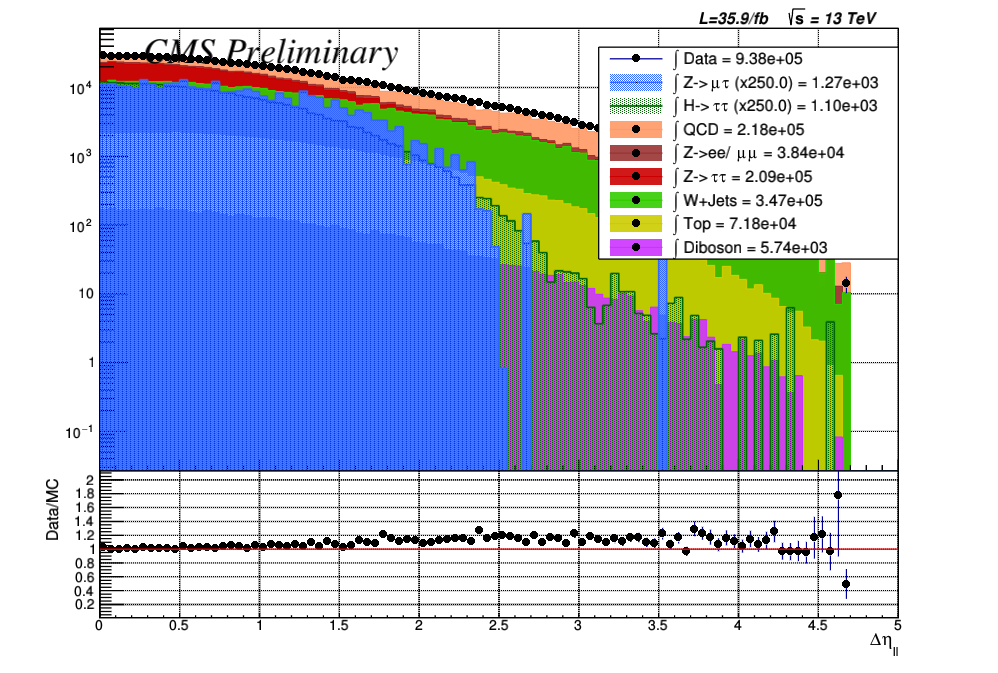 L=35.9/fb √s = 13 TeV
CMS Preliminary
∫ Data = 9.38e+05
∫ Z->μτ (x250.0) = 1.27e+03
∫ H->ττ (x250.0) = 1.10e+03
∫ QCD = 2.18e+05
∫ Z->ee/ μμ = 3.84e+04
∫ Z->ττ = 2.09e+05
∫ W+Jets = 3.47e+05
∫ Top = 7.18e+04
∫ Diboson = 5.74e+03
10⁴
10³
10²
10
1
10⁻¹
Data/MC
2
1.8
1.6
1.4
1.2
1
0.8
0.6
0.4
0.2
0 0.5 1 1.5 2 2.5 3 3.5 4 4.5 5
Δη_ll